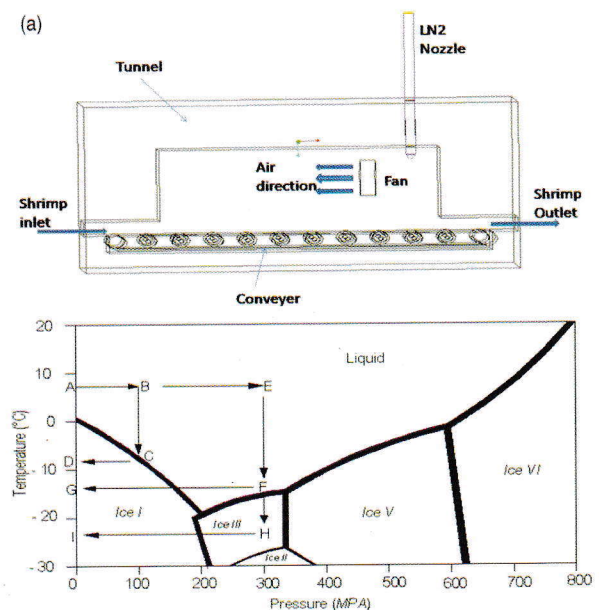 (a)
LN2
Nozzle
Tunnel
Air
direction
Fan
Shrimp
inlet
Shrimp
Outlet
Conveyer
20
10
0
-10
-20
-30
Temperature (°C)
Liquid
A
B
E
C
D
F
G
H
I
Ice I
Ice III
Ice II
Ice V
Ice VI
0
100
200
300
400
500
600
700
800
Pressure (MPA)